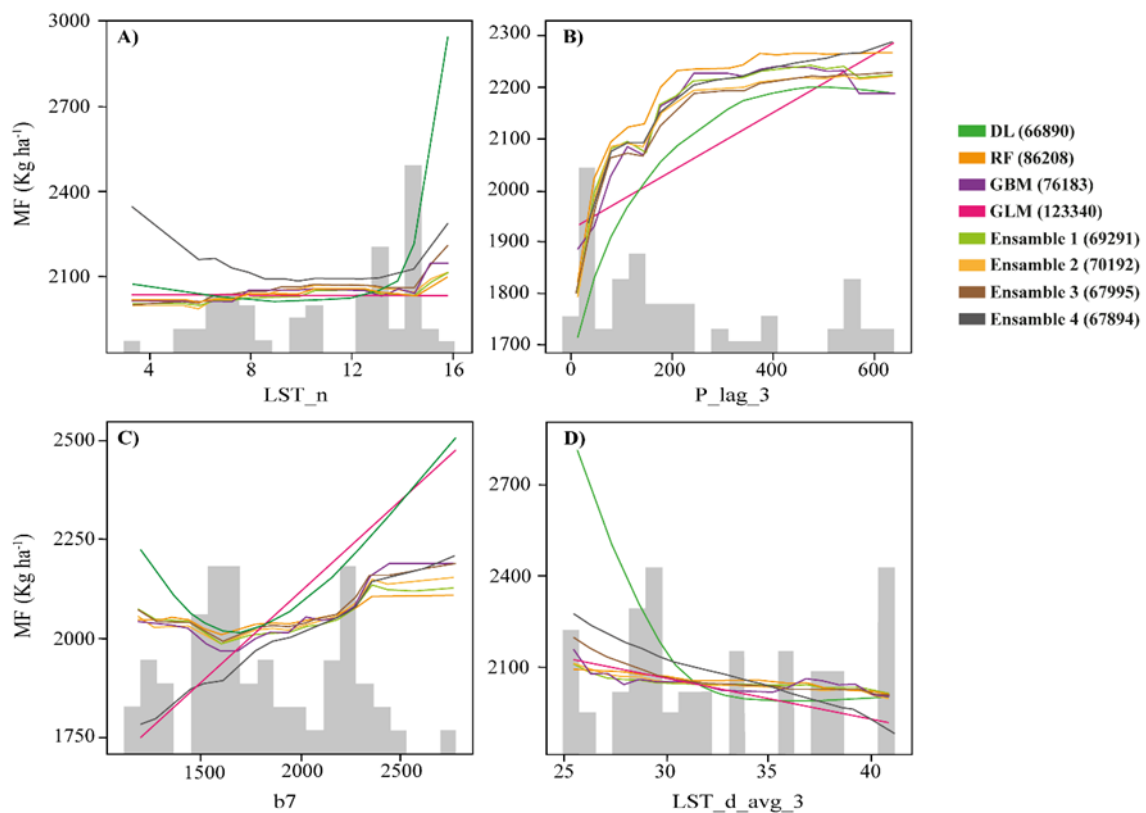 A)
3000
2700
2400
2100
MF (Kg ha⁻¹)
4 8 12 16
LST_n
B)
2300
2200
2100
2000
1900
1800
1700
0 200 400 600
P_lag_3
DL (66890)
RF (86208)
GBM (76183)
GLM (123340)
Ensamble 1 (69291)
Ensamble 2 (70192)
Ensamble 3 (67995)
Ensamble 4 (67894)
C)
2500
2250
2000
1750
MF (Kg ha⁻¹)
1500 2000 2500
b7
D)
2700
2400
2100
25 30 35 40
LST_d_avg_3